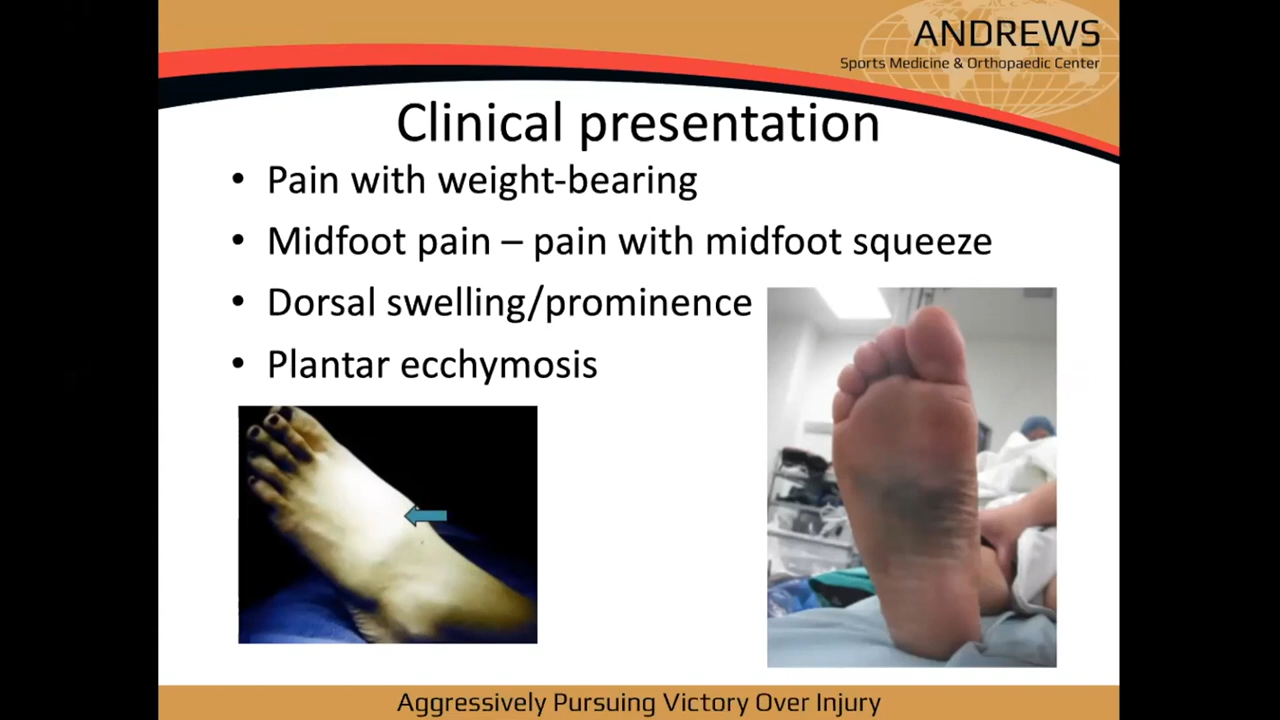 ANDREWS
Sports Medicine & Orthopaedic Center
Clinical presentation
• Pain with weight-bearing
• Midfoot pain – pain with midfoot squeeze
• Dorsal swelling/prominence
• Plantar ecchymosis
Aggressively Pursuing Victory Over Injury